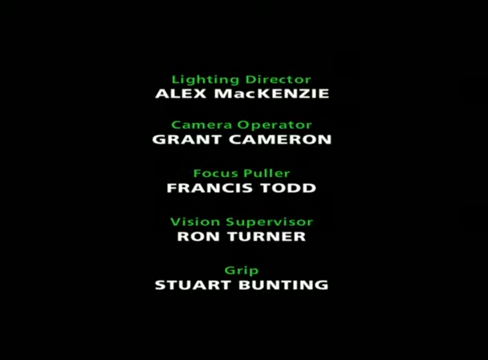 Lighting Director
ALEX MacKENZIE
Camera Operator
GRANT CAMERON
Focus Puller
FRANCIS TODD
Vision Supervisor
RON TURNER
Grip
STUART BUNTING